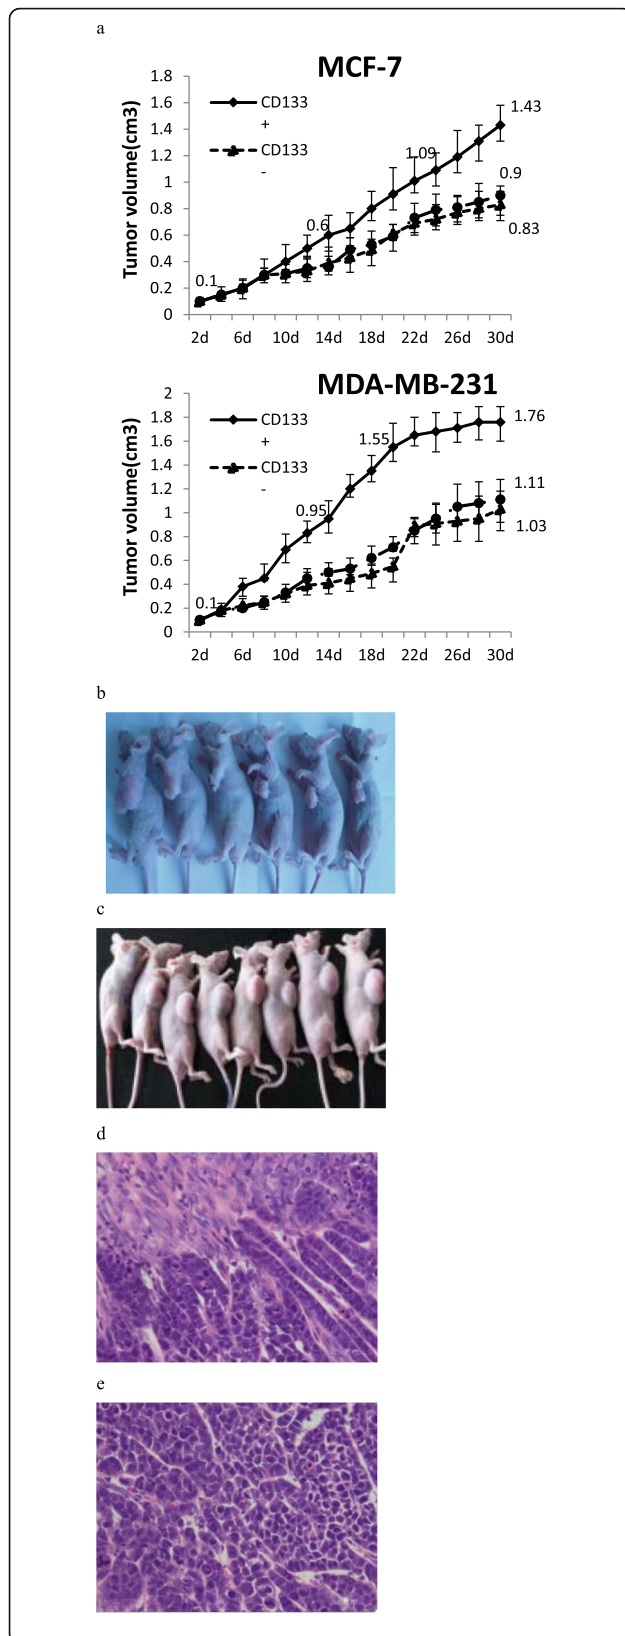 a
MCF-7
Tumor volume(cm3)
1.8
1.6
1.4
1.2
1
0.8
0.6
0.4
0.2
0
CD133
+
CD133
-
0.1
0.6
1.09
1.43
0.9
0.83
2d 6d 10d 14d 18d 22d 26d 30d
MDA-MB-231
Tumor volume(cm3)
2
1.8
1.6
1.4
1.2
1
0.8
0.6
0.4
0.2
0
CD133
+
CD133
-
0.1
0.95
1.55
1.76
1.11
1.03
2d 6d 10d 14d 18d 22d 26d 30d
b
c
d
e